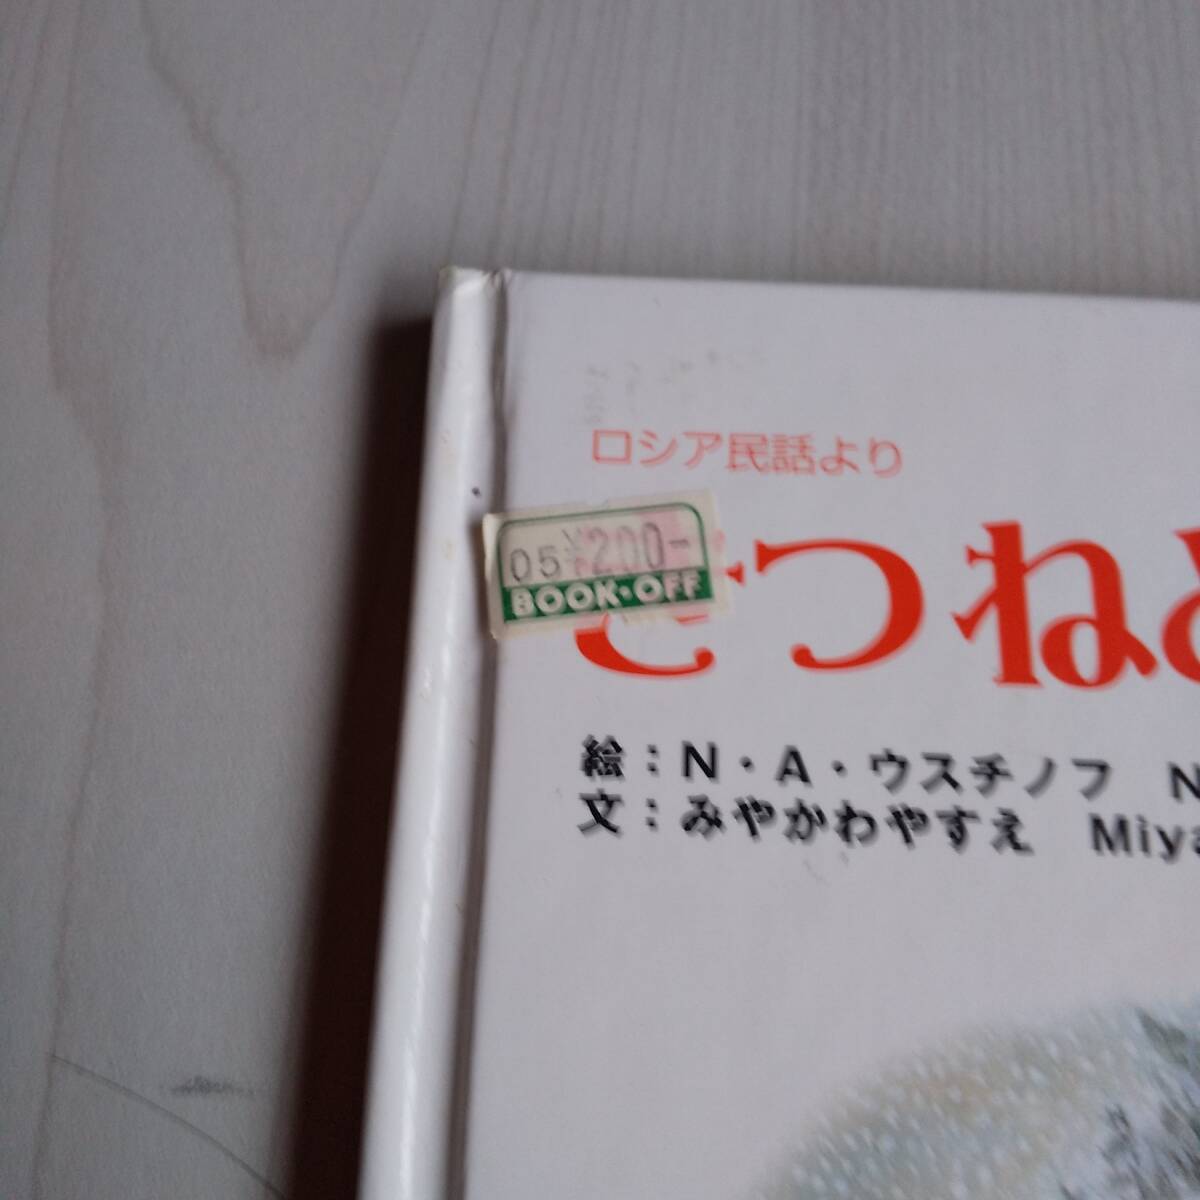 ロシア民話より
05 ¥200-
BOOK・OFF
つね
絵：N・A・ウスチノフ N
文：みやかわやすえ Miya